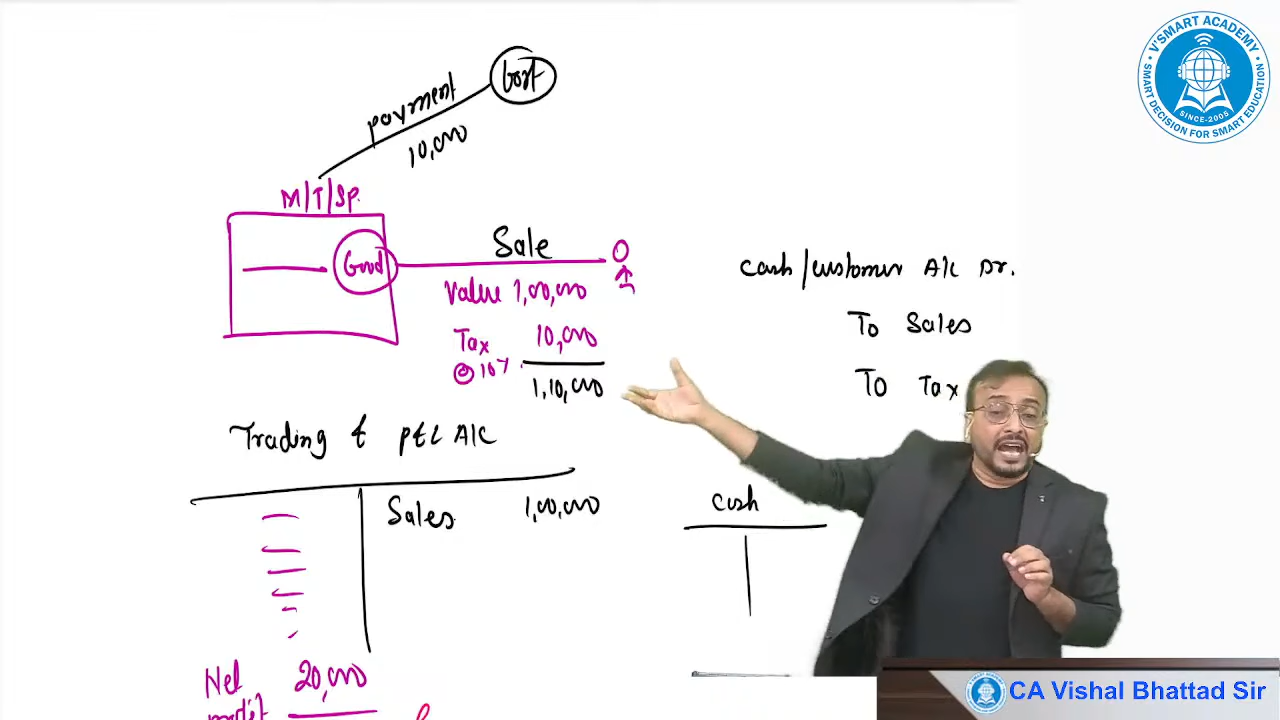 Govt
payment
10,000
M/T/SP.
Good
Sale
Value 1,00,000
Tax 10,000
@ 10%
1,10,000
Cash/customer A/c Dr.
To Sales
To Tax
Trading & P&L A/c
Sales 1,00,000
Cash
Net 20,000
profit
V'SMART ACADEMY
SINCE-2005
SMART DECISION FOR SMART EDUCATION
CA Vishal Bhattad Sir